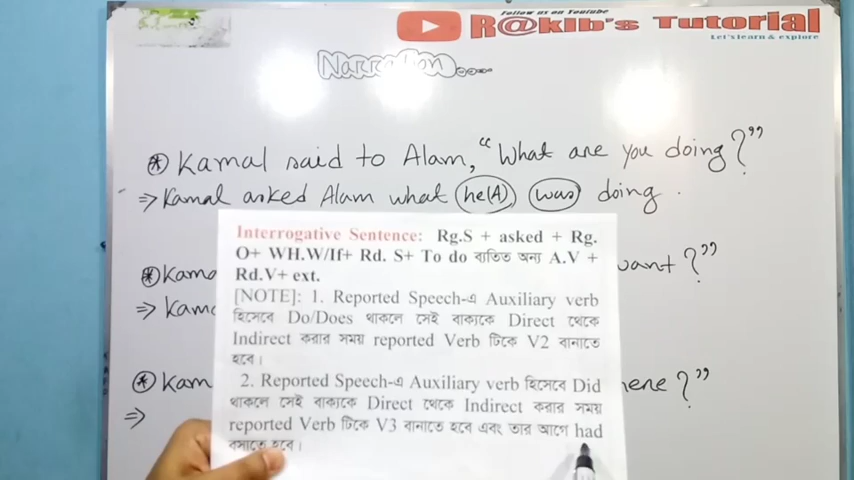 Follow us on Youtube
R@kib's Tutorial
Let's learn & explore
Narration
Kamal said to Alam, “What are you doing?”
⇒ Kamal asked Alam what he(A) was doing.
Interrogative Sentence: Rg.S + asked + Rg.
O+ WH.W/If+ Rd. S+ To do ব্যতিত অন্য A.V +
Rd.V+ ext.
[NOTE]: 1. Reported Speech-এ Auxiliary verb
হিসেবে Do/Does থাকলে সেই বাক্যকে Direct থেকে
Indirect করার সময় reported Verb টিকে V2 বানাতে
হবে।
2. Reported Speech-এ Auxiliary verb হিসেবে Did
থাকলে সেই বাক্যকে Direct থেকে Indirect করার সময়
reported Verb টিকে V3 বানাতে হবে এবং তার আগে had
বসাতে হবে।
Kama want?”
⇒ Kama
Kam here?”
⇒